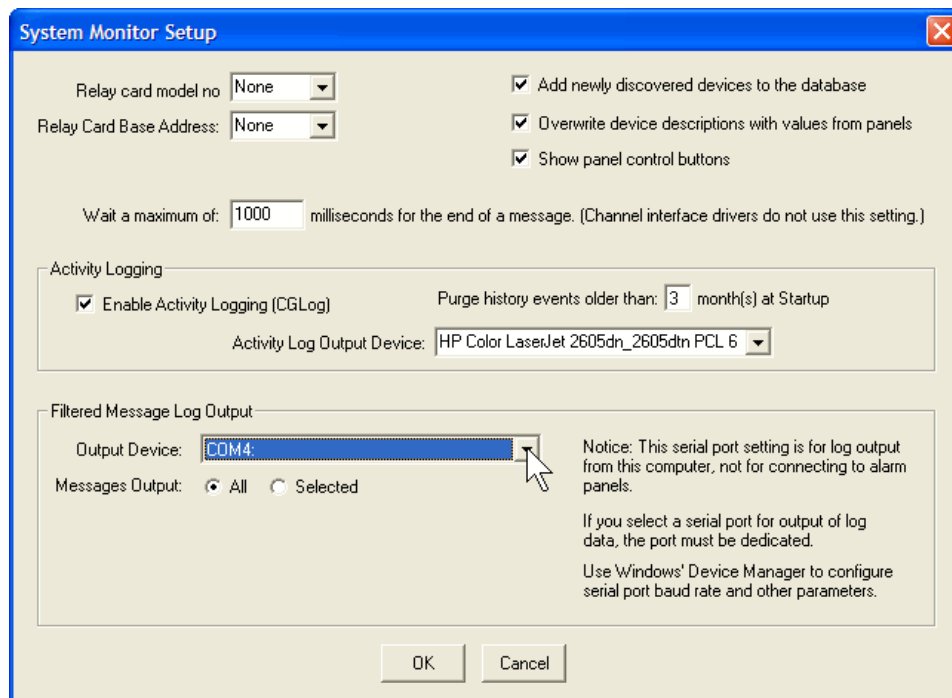 System Monitor Setup
Relay card model no None
Relay Card Base Address: None
Add newly discovered devices to the database
Overwrite device descriptions with values from panels
Show panel control buttons
Wait a maximum of: 1000 milliseconds for the end of a message. (Channel interface drivers do not use this setting.)
Activity Logging
Enable Activity Logging (CGLog)
Purge history events older than: 3 month(s) at Startup
Activity Log Output Device: HP Color LaserJet 2605dn_2605dtn PCL 6
Filtered Message Log Output
Output Device: COM4:
Messages Output: All Selected
Notice: This serial port setting is for log output
from this computer, not for connecting to alarm
panels.
If you select a serial port for output of log
data, the port must be dedicated.
Use Windows' Device Manager to configure
serial port baud rate and other parameters.
OK Cancel